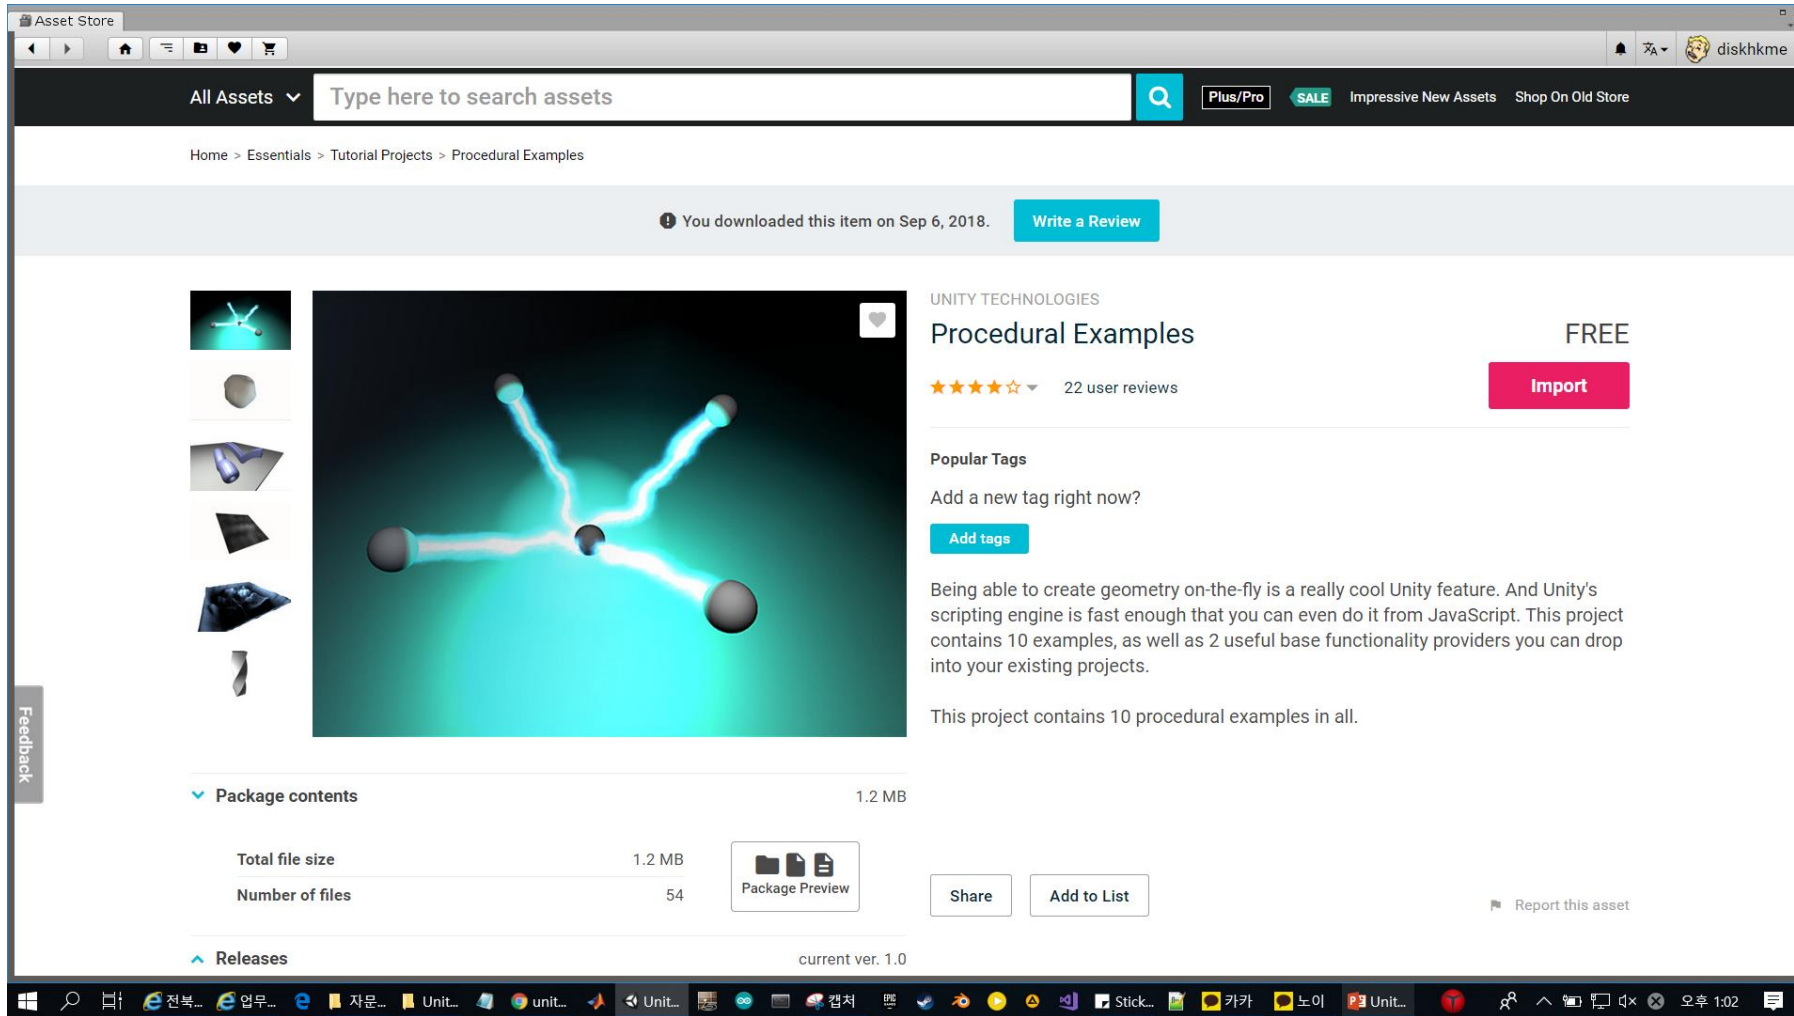 Asset Store
diskhkme
All Assets
Type here to search assets
Plus/Pro
SALE
Impressive New Assets
Shop On Old Store
Home > Essentials > Tutorial Projects > Procedural Examples
You downloaded this item on Sep 6, 2018.
Write a Review
UNITY TECHNOLOGIES
Procedural Examples
FREE
22 user reviews
Import
Popular Tags
Add a new tag right now?
Add tags
Being able to create geometry on-the-fly is a really cool Unity feature. And Unity's
scripting engine is fast enough that you can even do it from JavaScript. This project
contains 10 examples, as well as 2 useful base functionality providers you can drop
into your existing projects.
This project contains 10 procedural examples in all.
Feedback
Package contents
1.2 MB
Total file size
1.2 MB
Number of files
54
Package Preview
Share
Add to List
Report this asset
Releases
current ver. 1.0
전북...
업무...
자문...
Unit...
unit...
Unit...
캡처
EPIC
Stick...
카카
노이
Unit...
오후 1:02